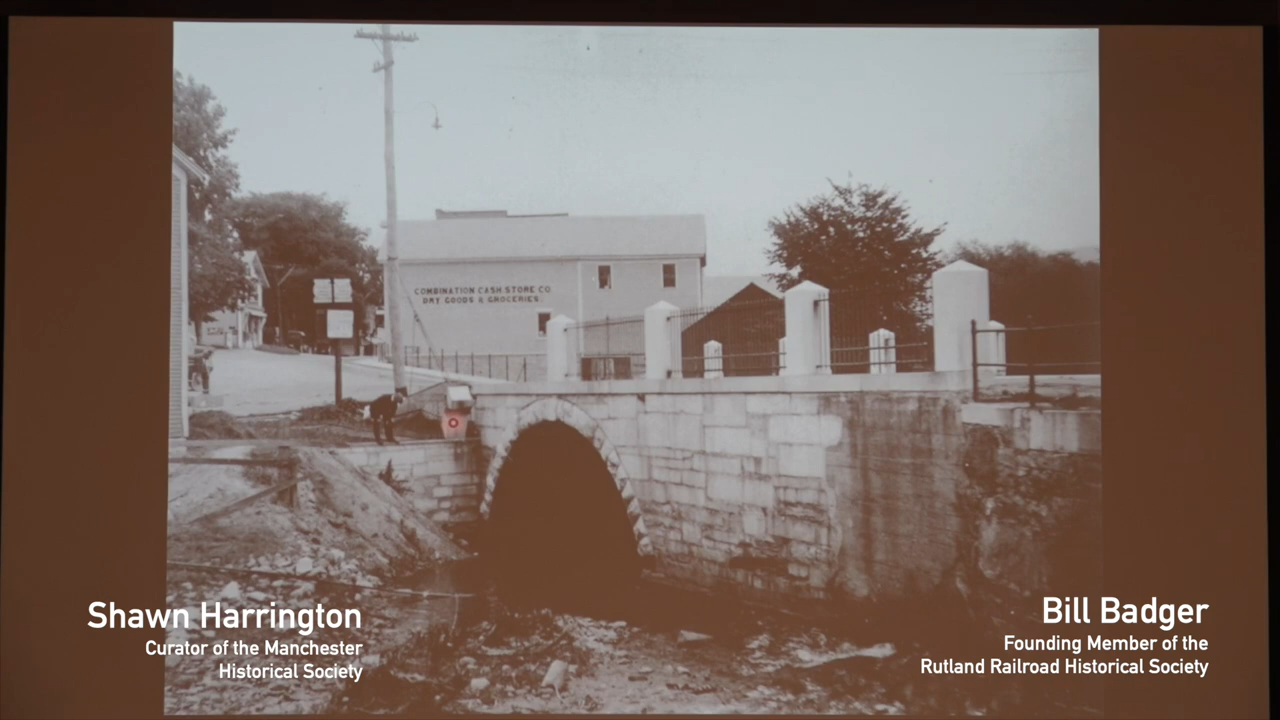 COMBINATION CASH STORE CO.
DRY GOODS & GROCERIES.
Shawn Harrington
Curator of the Manchester
Historical Society
Bill Badger
Founding Member of the
Rutland Railroad Historical Society